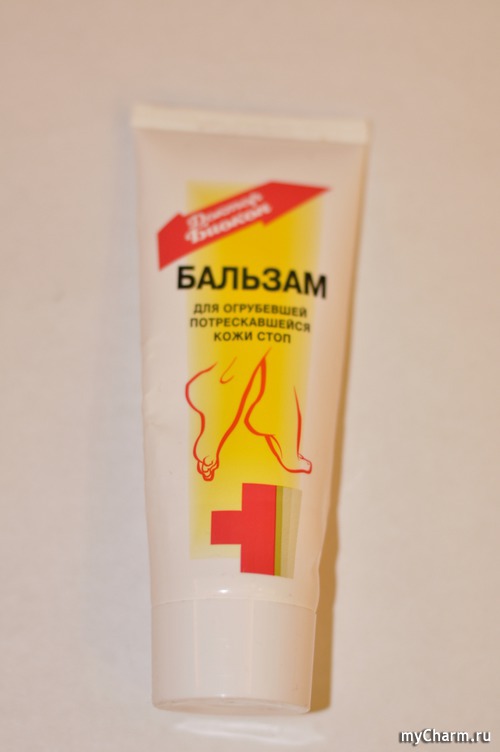 Доктор
Биокон
БАЛЬЗАМ
ДЛЯ ОГРУБЕВШЕЙ
ПОТРЕСКАВШЕЙСЯ
КОЖИ СТОП
myCharm.ru